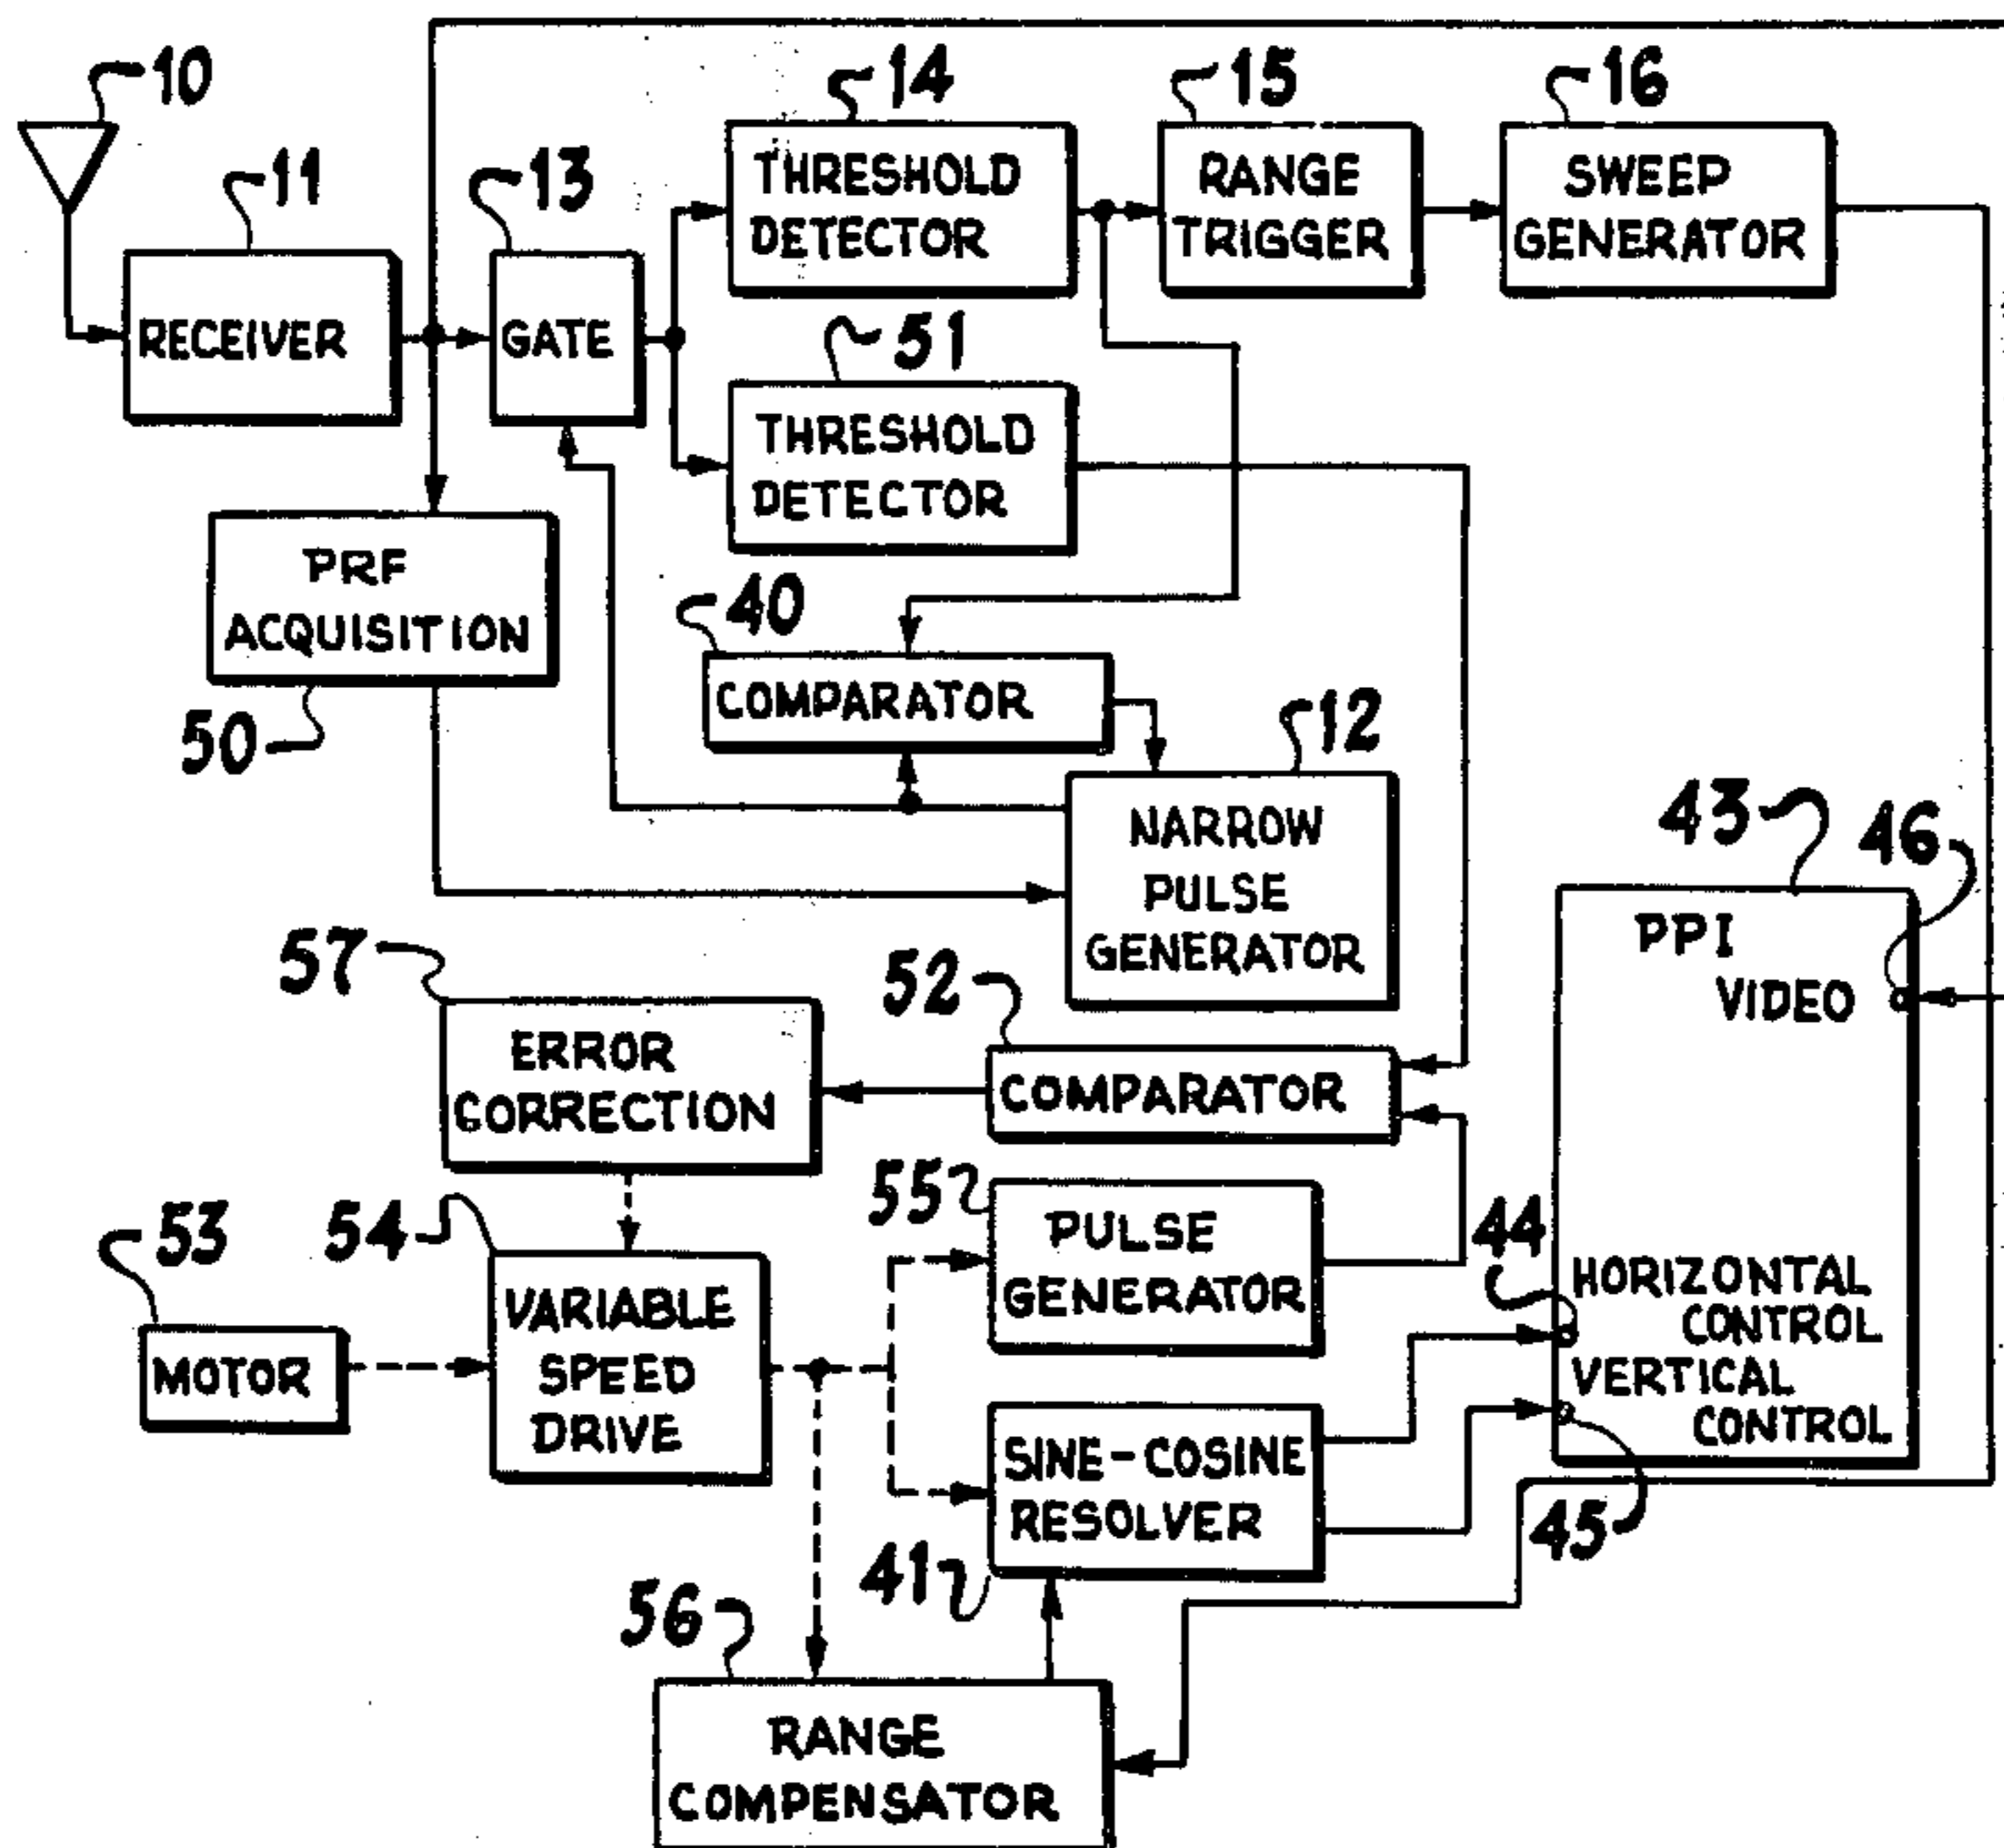 10
14
15
16
11
13
THRESHOLD
DETECTOR
RANGE
TRIGGER
SWEEP
GENERATOR
RECEIVER
GATE
51
THRESHOLD
DETECTOR
PRF
ACQUISITION
50
40
COMPARATOR
12
NARROW
PULSE
GENERATOR
43
46
PPI
VIDEO
57
ERROR
CORRECTION
52
COMPARATOR
53
54
55
PULSE
GENERATOR
44
HORIZONTAL
CONTROL
VERTICAL
CONTROL
MOTOR
VARIABLE
SPEED
DRIVE
SINE-COSINE
RESOLVER
45
41
56
RANGE
COMPENSATOR